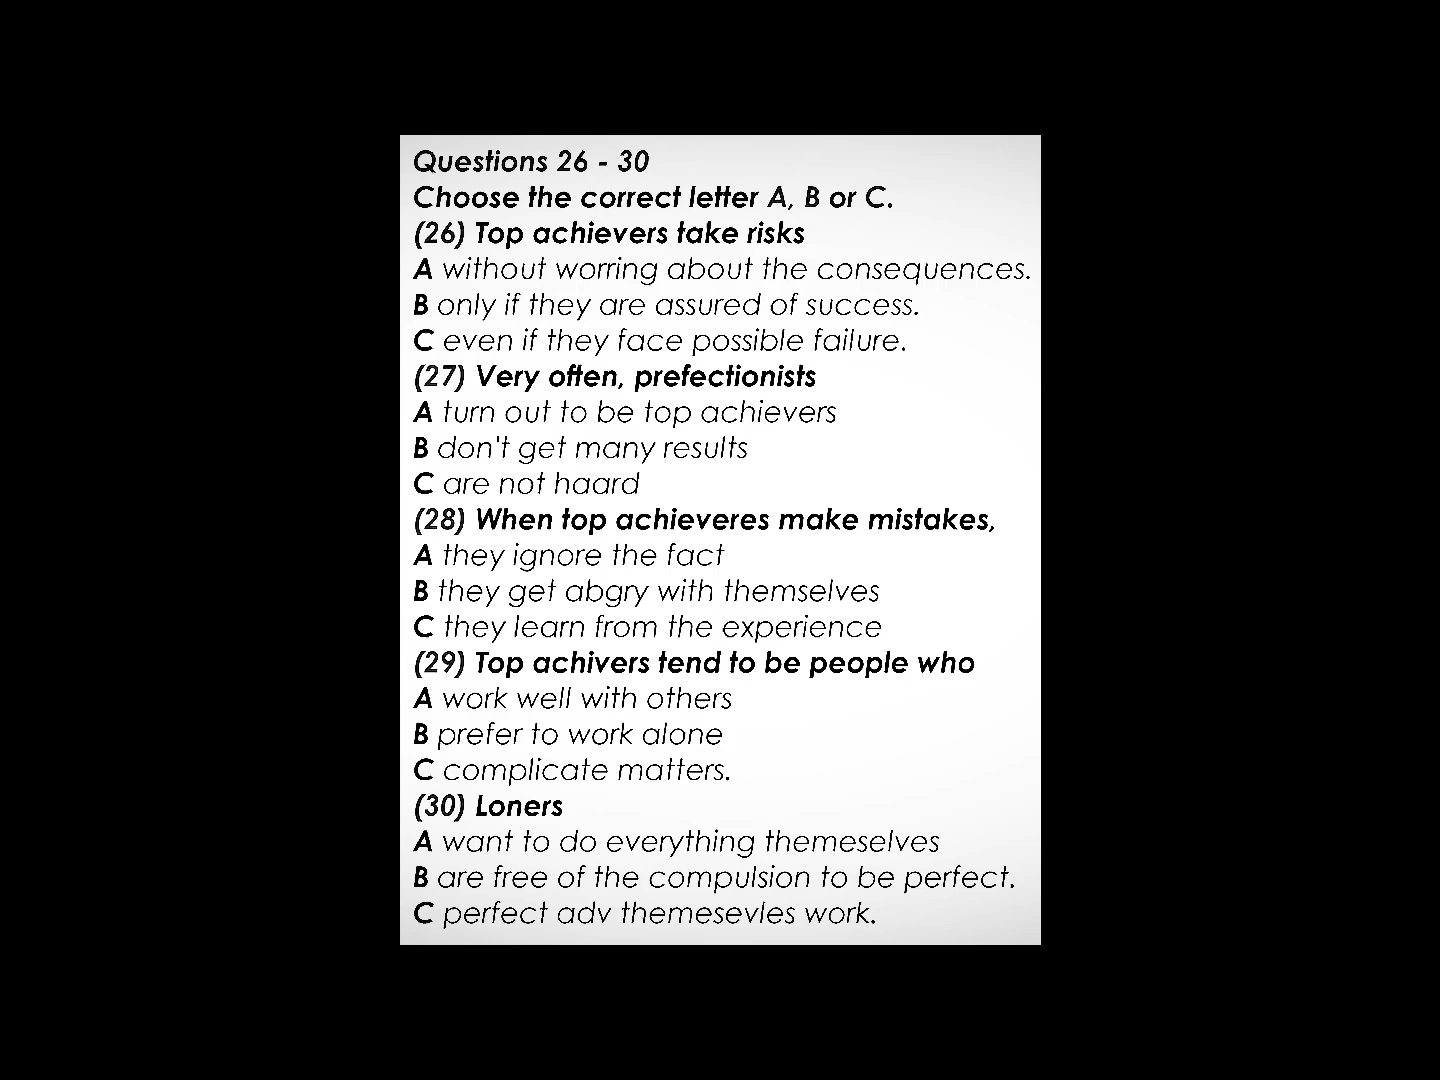 Questions 26 - 30
Choose the correct letter A, B or C.
(26) Top achievers take risks
A without worring about the consequences.
B only if they are assured of success.
C even if they face possible failure.
(27) Very often, prefectionists
A turn out to be top achievers
B don't get many results
C are not haard
(28) When top achieveres make mistakes,
A they ignore the fact
B they get abgry with themselves
C they learn from the experience
(29) Top achivers tend to be people who
A work well with others
B prefer to work alone
C complicate matters.
(30) Loners
A want to do everything themeselves
B are free of the compulsion to be perfect.
C perfect adv themesevles work.